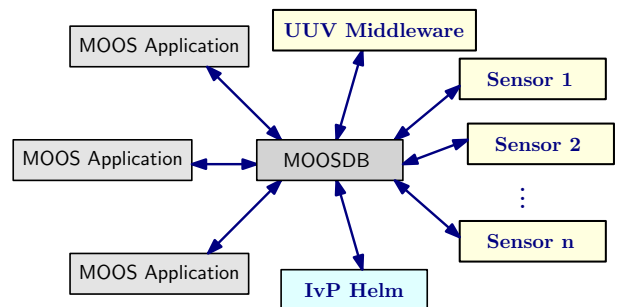 UUV Middleware
MOOS Application
Sensor 1
Sensor 2
MOOS Application
MOOSDB
⋮
Sensor n
MOOS Application
IvP Helm